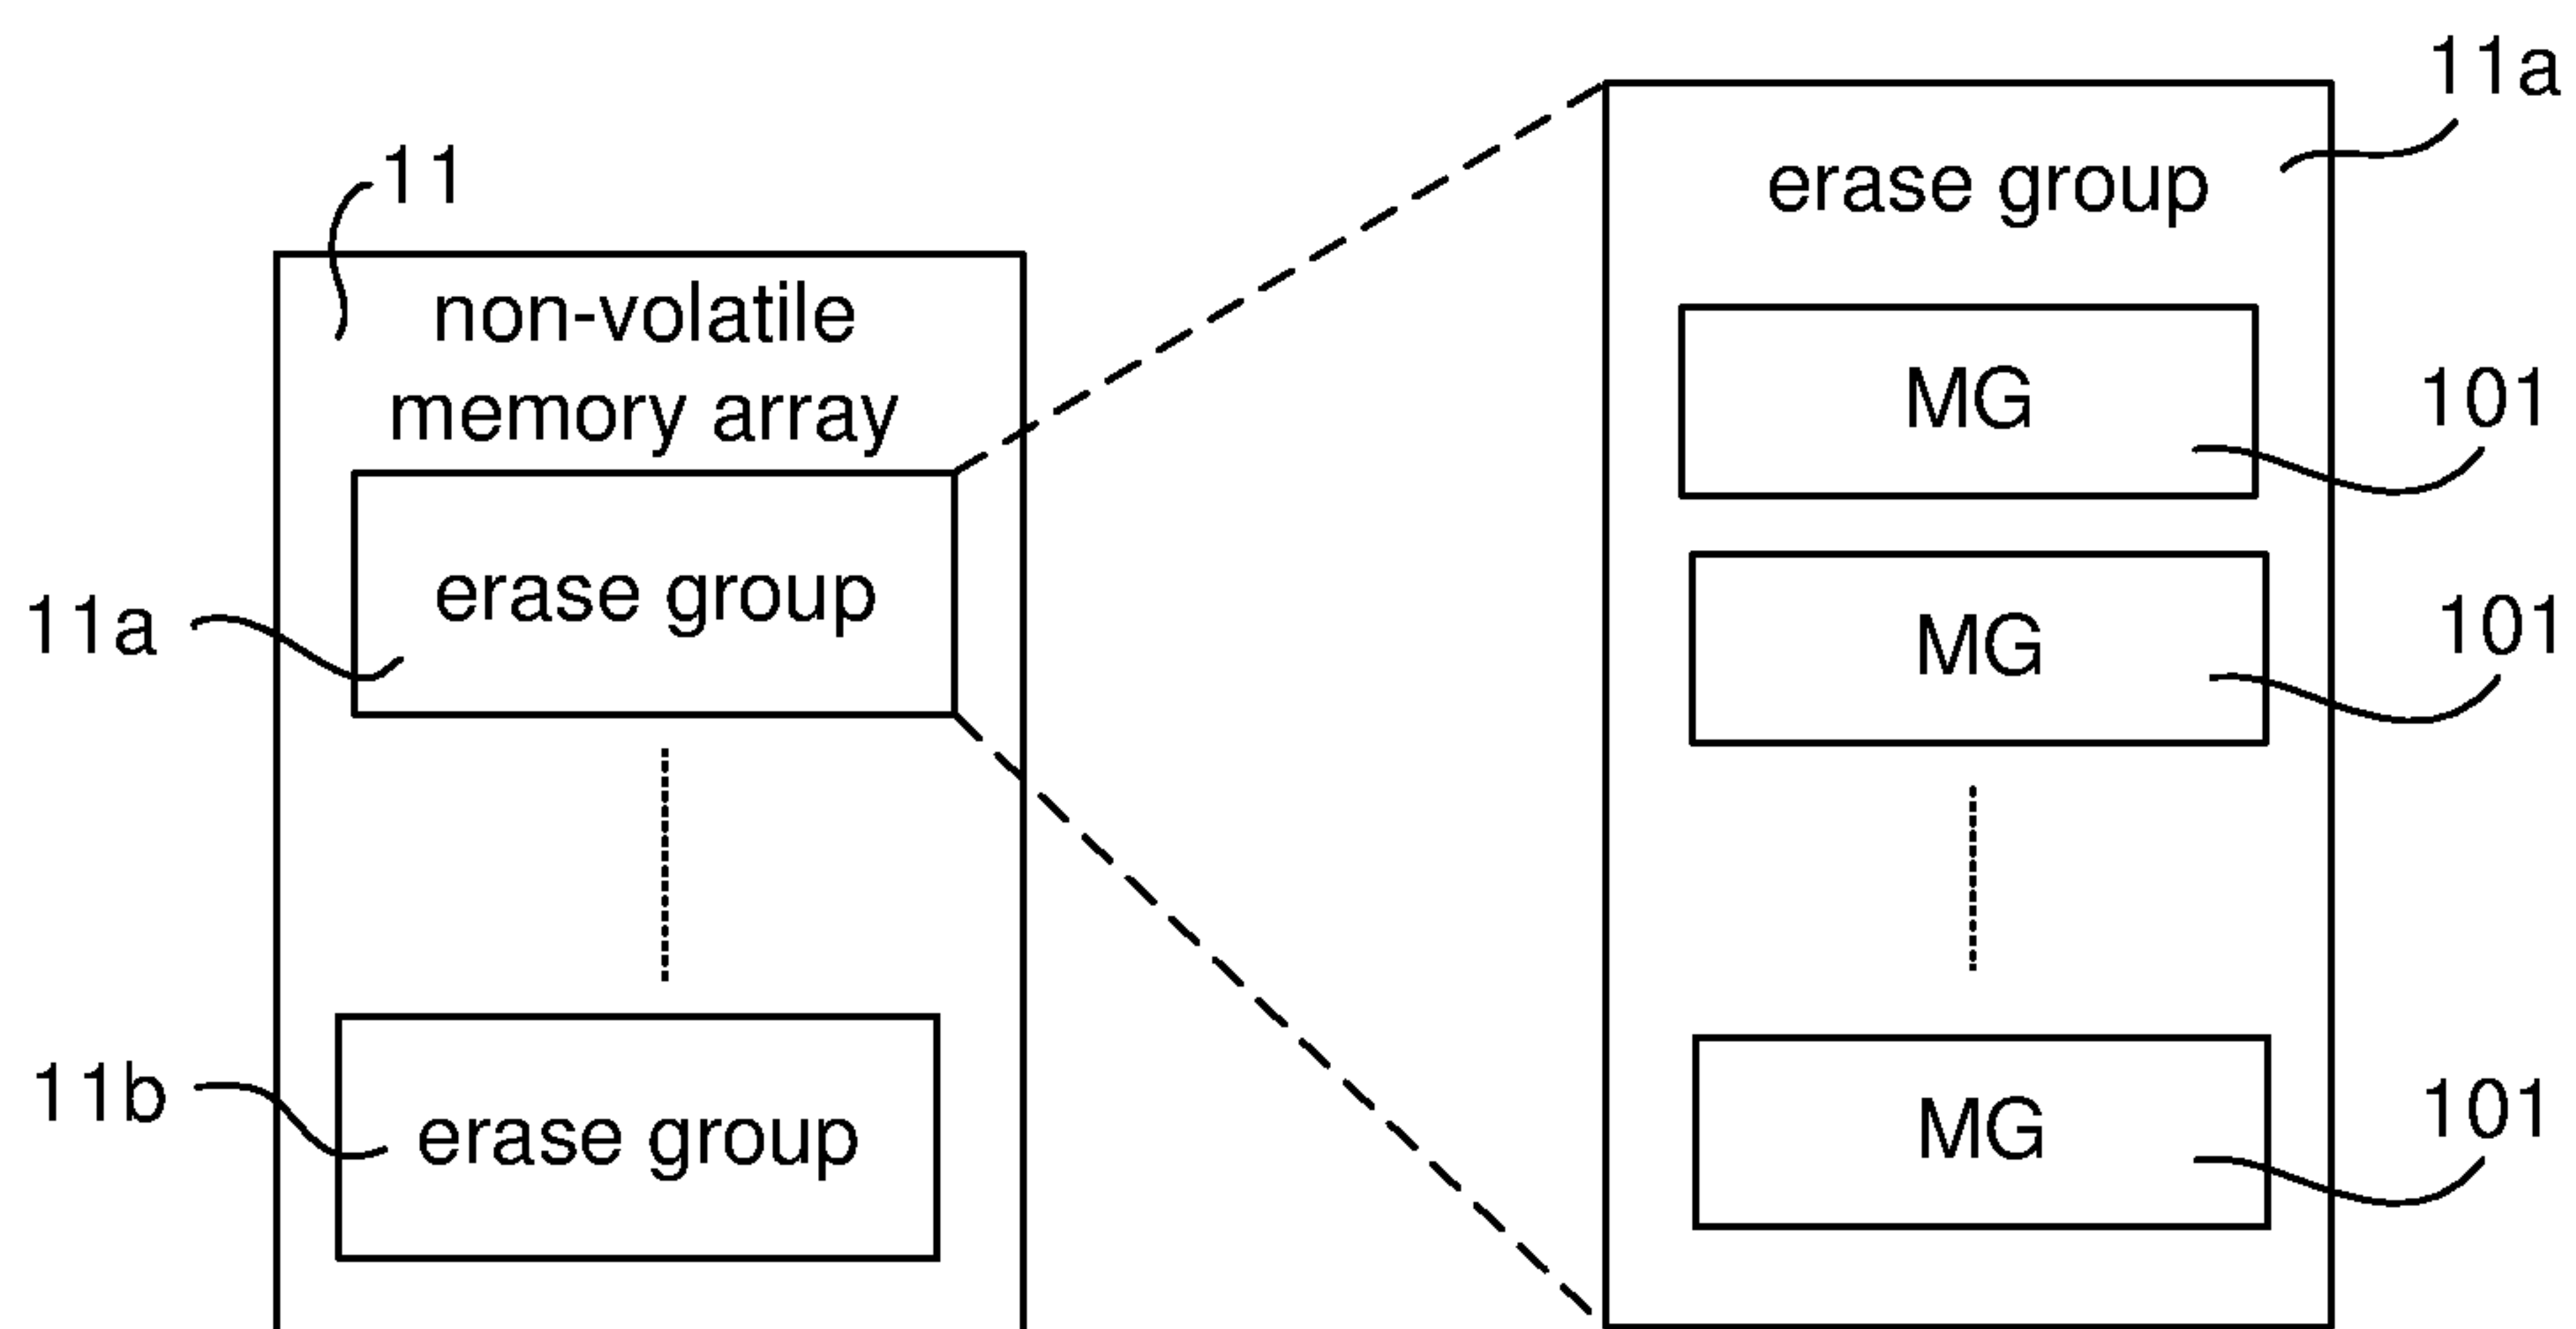 11
non-volatile
memory array
11a
erase group
11b
erase group
11a
erase group
MG
101
MG
101
MG
101